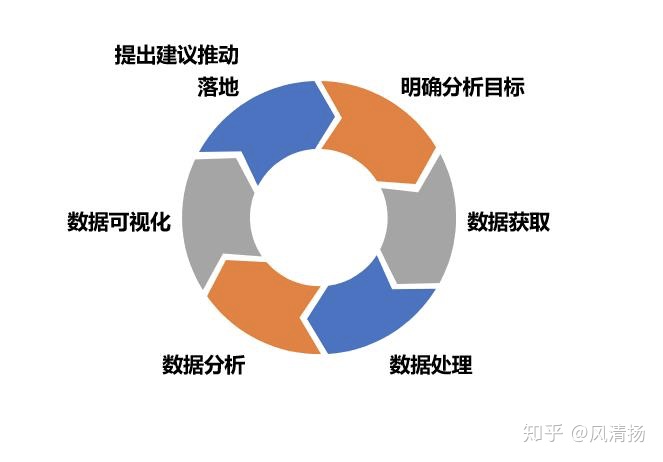 提出建议推动
落地
明确分析目标
数据可视化
数据获取
数据分析
数据处理
知乎 @风清扬